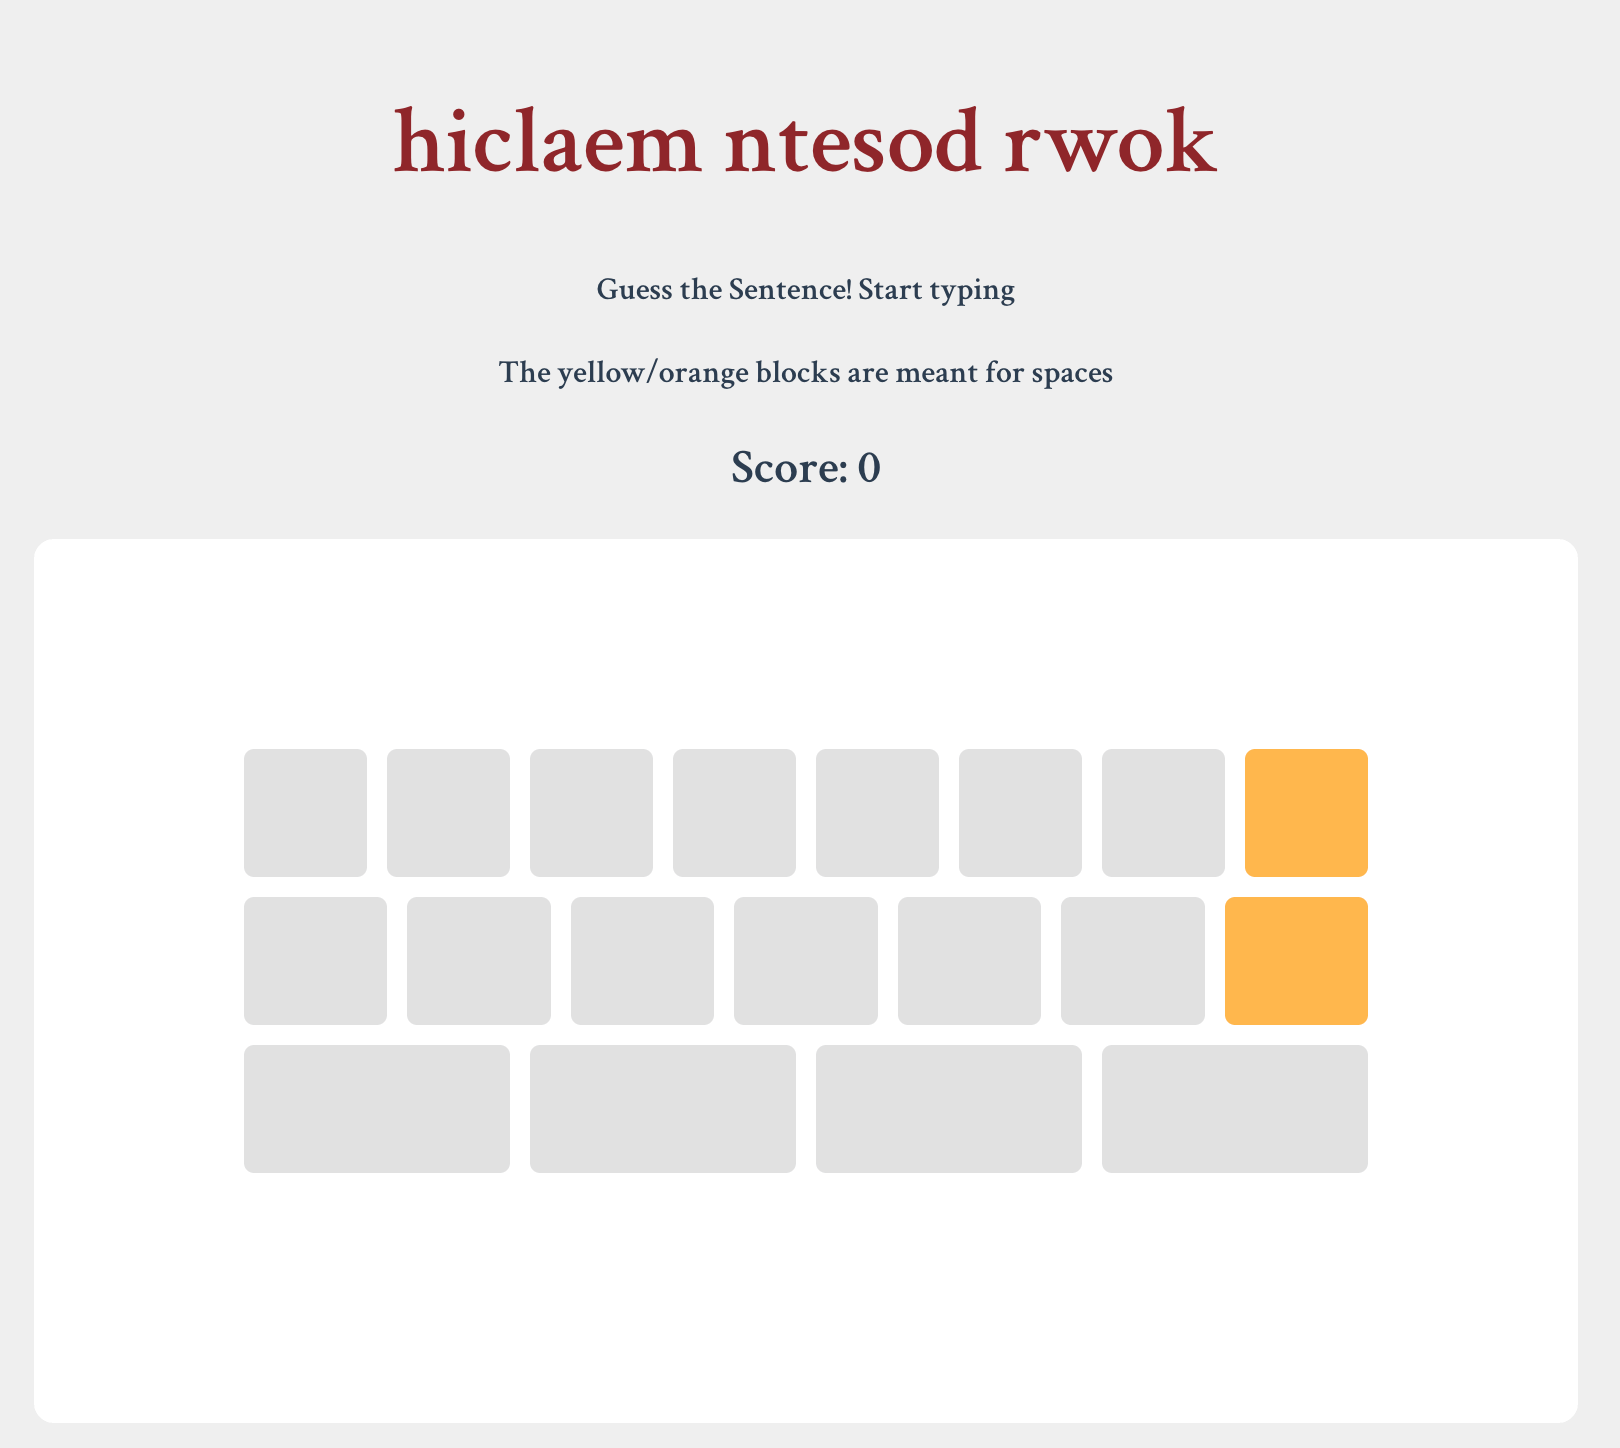 hiclaem ntesod rwok
Guess the Sentence! Start typing
The yellow/orange blocks are meant for spaces
Score: 0